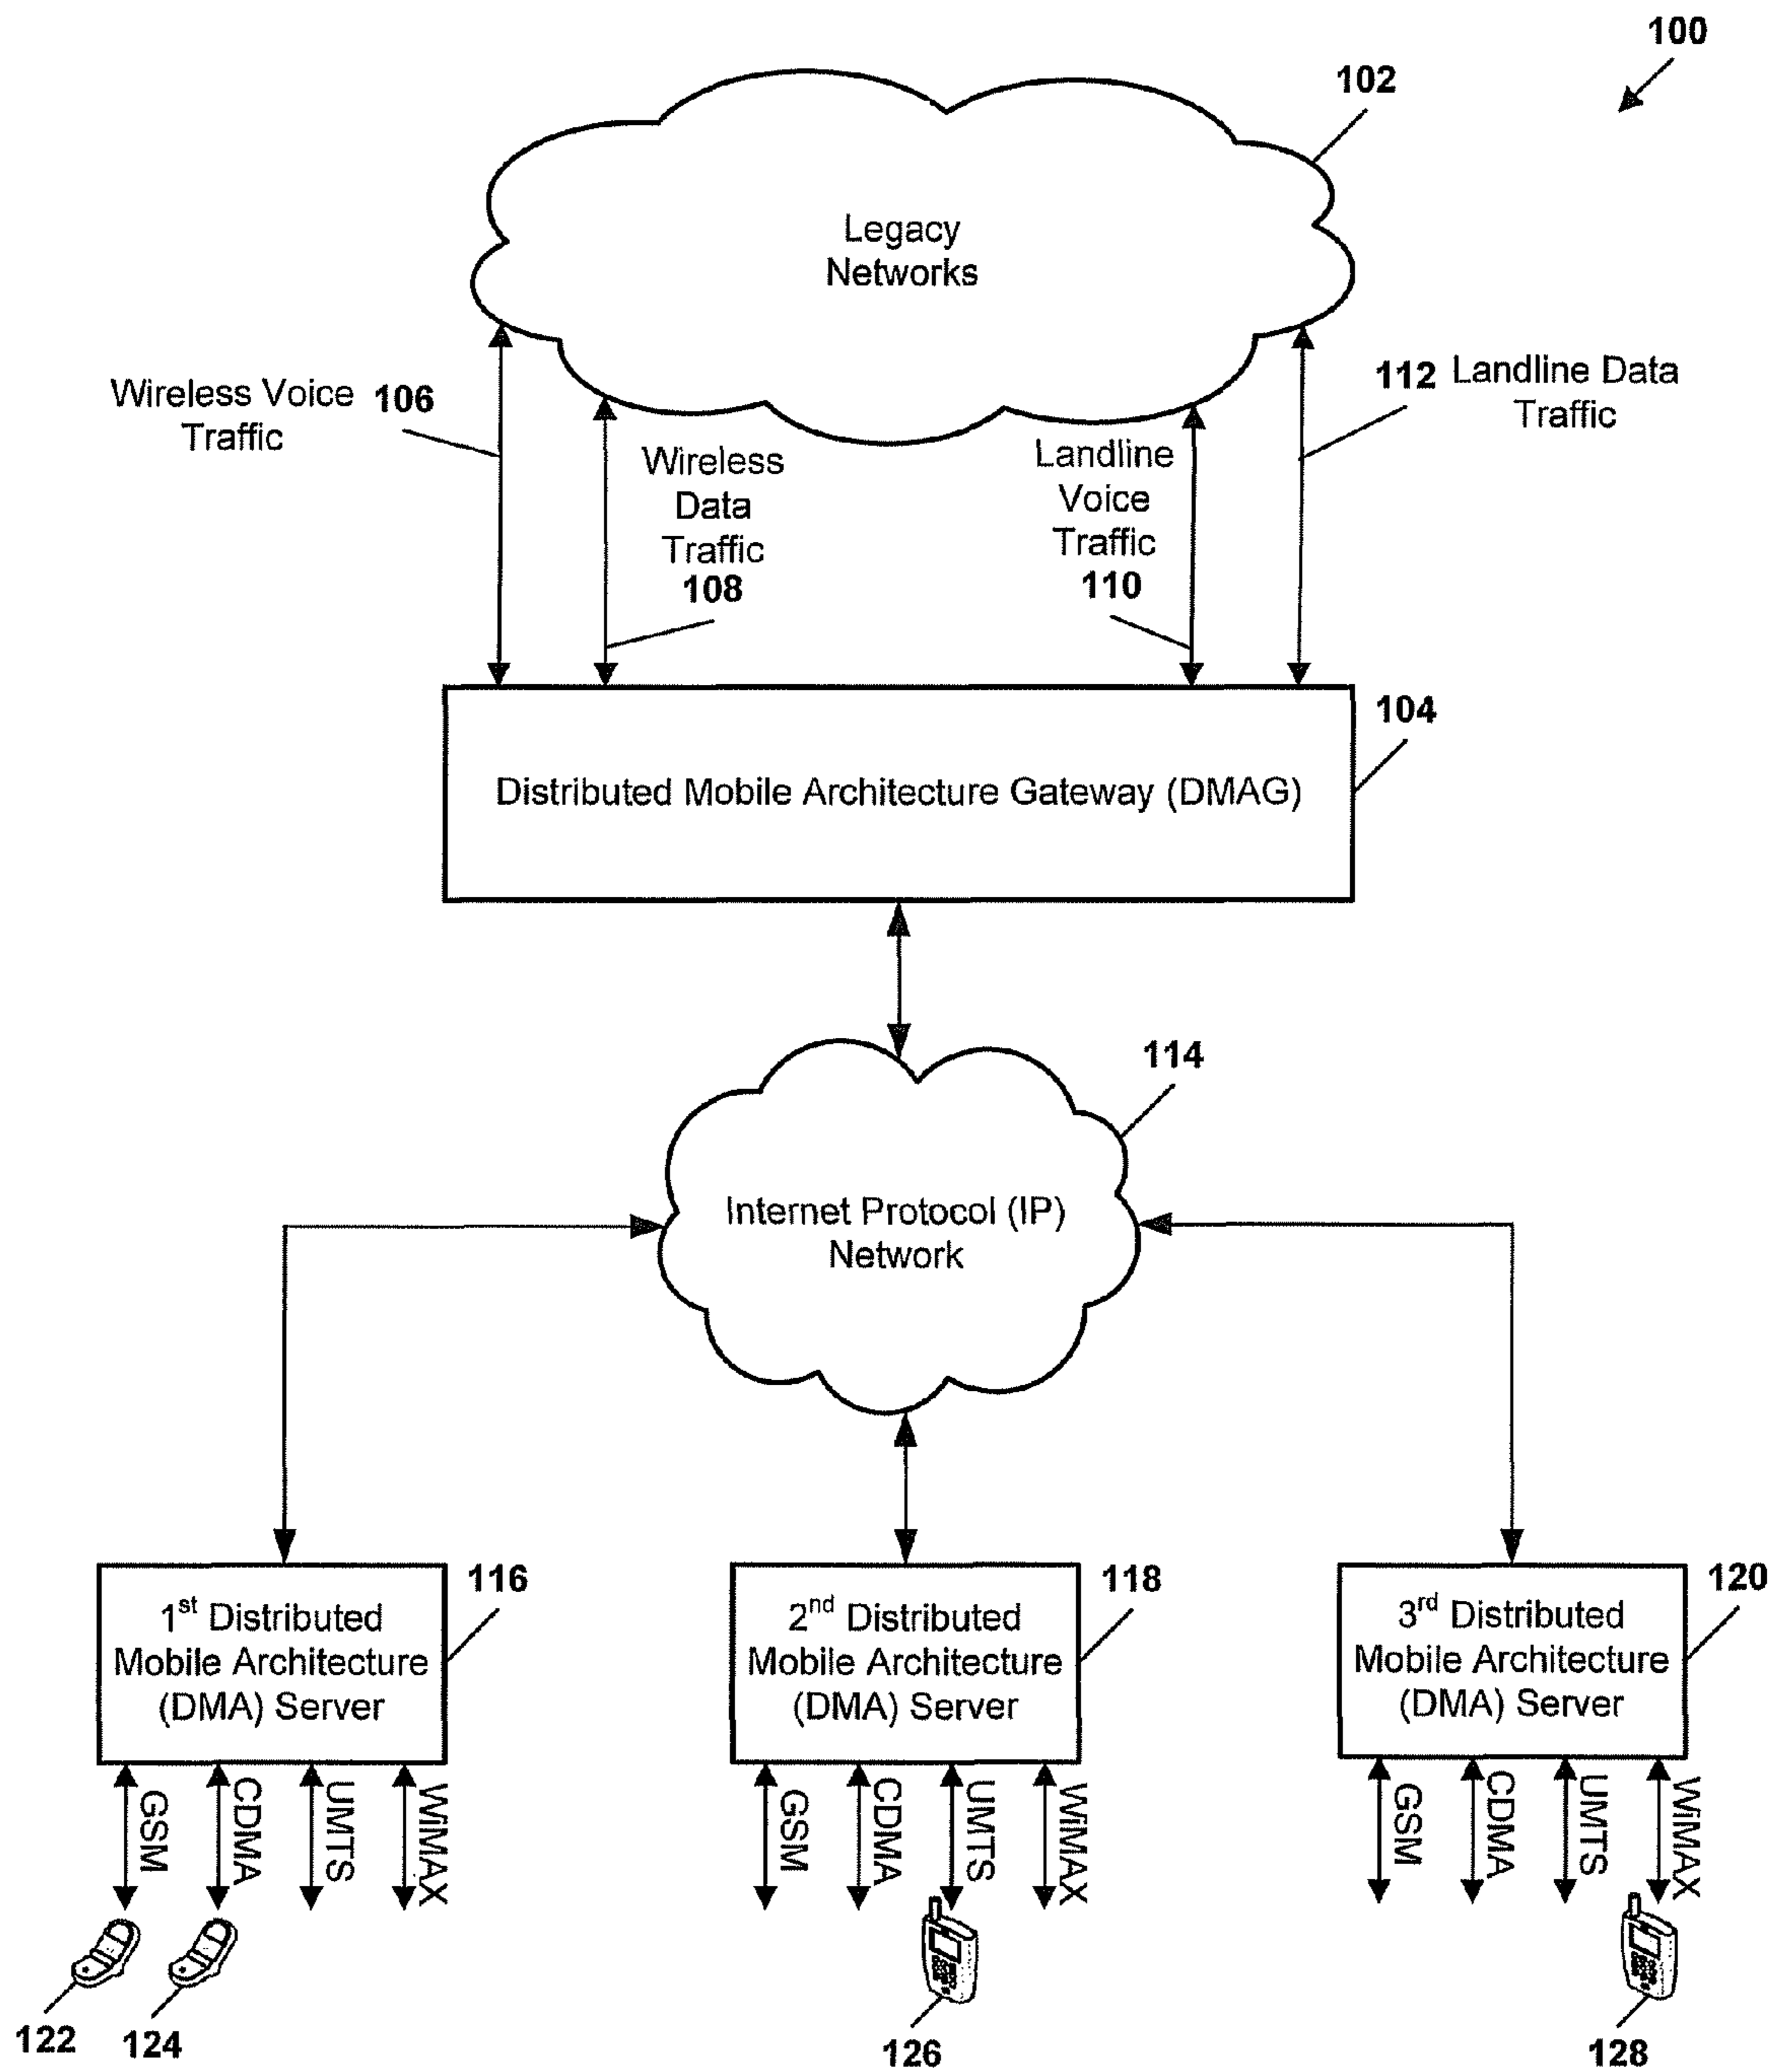 100
102
Legacy
Networks
Wireless Voice
Traffic
106
112
Landline Data
Traffic
Wireless
Data
Traffic
108
Landline
Voice
Traffic
110
104
Distributed Mobile Architecture Gateway (DMAG)
114
Internet Protocol (IP)
Network
116
1st Distributed
Mobile Architecture
(DMA) Server
118
2nd Distributed
Mobile Architecture
(DMA) Server
120
3rd Distributed
Mobile Architecture
(DMA) Server
GSM
CDMA
UMTS
WiMAX
GSM
CDMA
UMTS
WiMAX
GSM
CDMA
UMTS
WiMAX
122
124
126
128